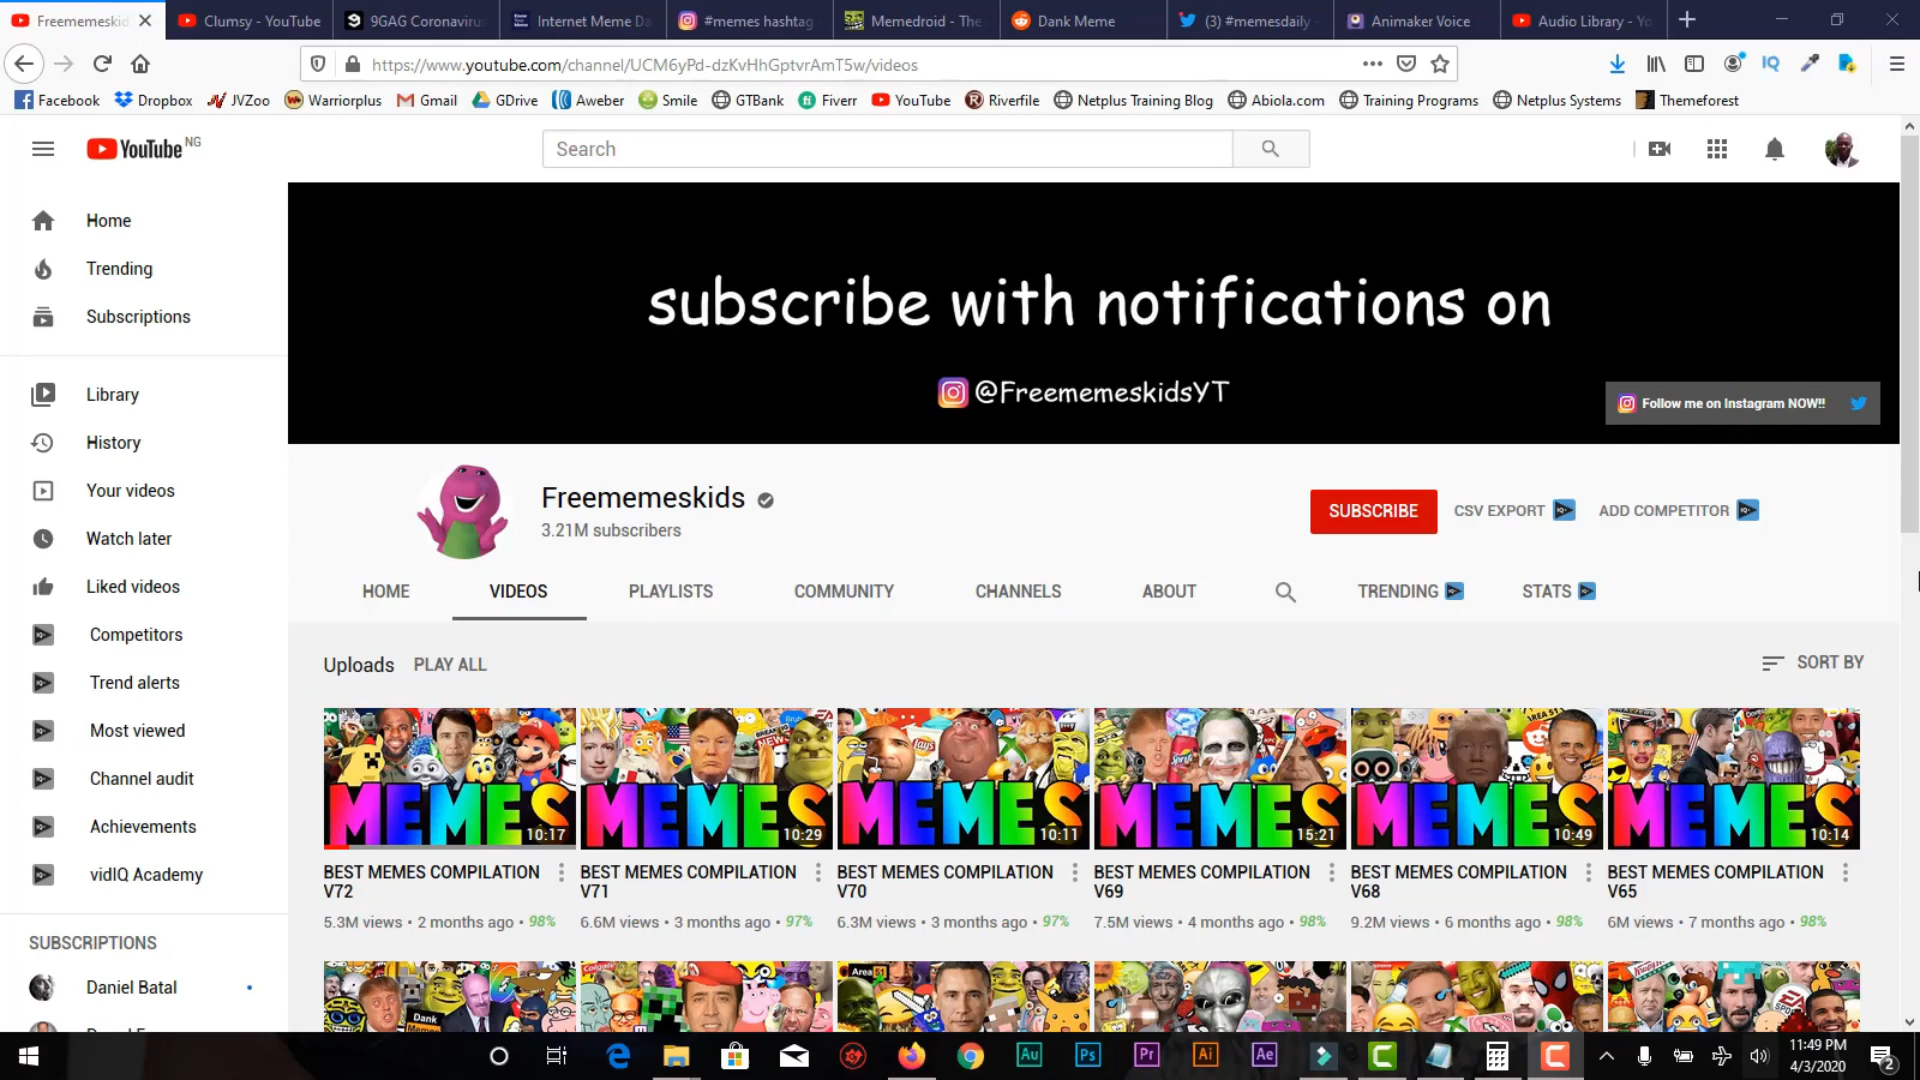 Freememeskid
Clumsy - YouTube
9GAG Coronaviru
Internet Meme Da
#memes hashtag
Memedroid - The
Dank Meme
(3) #memesdaily -
Animaker Voice
Audio Library - Yo
https://www.youtube.com/channel/UCM6yPd-dzKvHhGptvrAmT5w/videos
IQ
Facebook
Dropbox
JVZoo
Warriorplus
Gmail
GDrive
Aweber
Smile
GTBank
Fiverr
YouTube
Riverfile
Netplus Training Blog
Abiola.com
Training Programs
Netplus Systems
Themeforest
YouTube NG
Search
Home
Trending
Subscriptions
Library
History
Your videos
Watch later
Liked videos
Competitors
Trend alerts
Most viewed
Channel audit
Achievements
vidIQ Academy
SUBSCRIPTIONS
Daniel Batal
subscribe with notifications on
@FreememeskidsYT
Follow me on Instagram NOW!!
Freememeskids
3.21M subscribers
SUBSCRIBE
CSV EXPORT
ADD COMPETITOR
HOME
VIDEOS
PLAYLISTS
COMMUNITY
CHANNELS
ABOUT
TRENDING
STATS
Uploads
PLAY ALL
SORT BY
MEMES
10:17
MEMES
10:29
MEMES
10:11
MEMES
15:21
MEMES
10:49
MEMES
10:14
BEST MEMES COMPILATION
V72
5.3M views • 2 months ago • 98%
BEST MEMES COMPILATION
V71
6.6M views • 3 months ago • 97%
BEST MEMES COMPILATION
V70
6.3M views • 3 months ago • 97%
BEST MEMES COMPILATION
V69
7.5M views • 4 months ago • 98%
BEST MEMES COMPILATION
V68
9.2M views • 6 months ago • 98%
BEST MEMES COMPILATION
V65
6M views • 7 months ago • 98%
Dank
Area 51
Au
Ps
Pr
Ai
Ae
11:49 PM
4/3/2020
2